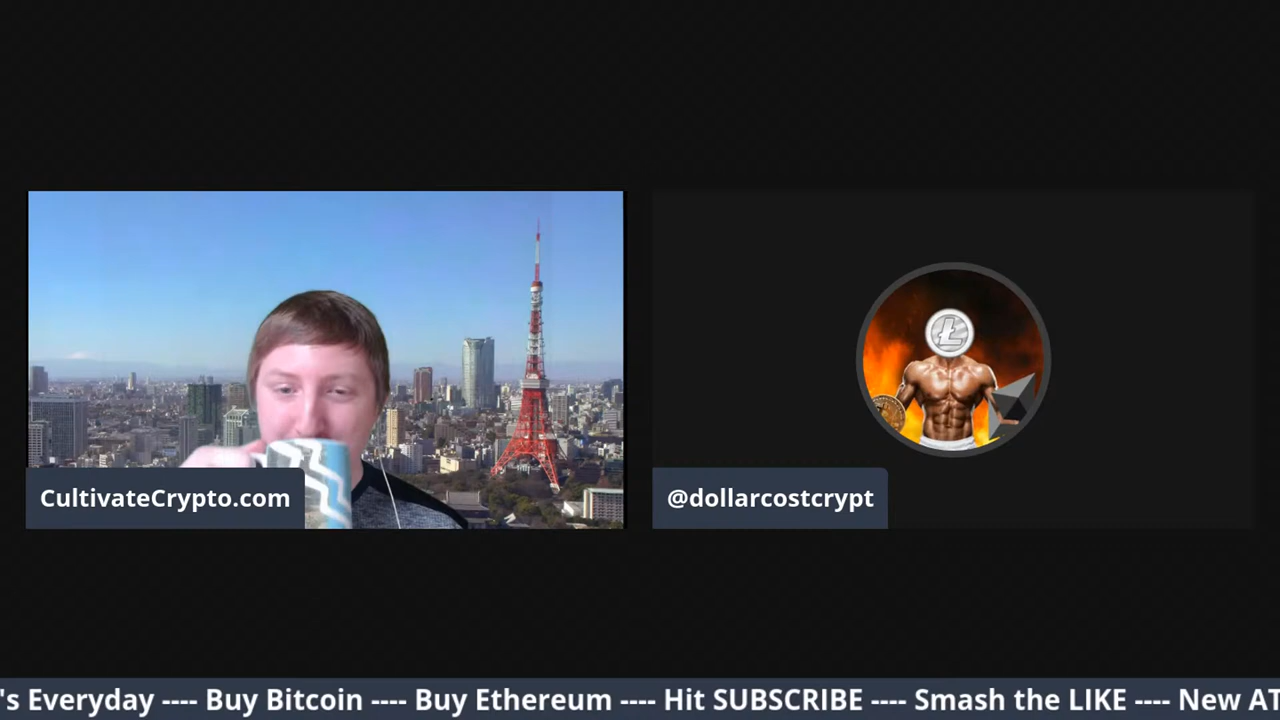 CultivateCrypto.com
@dollarcostcrypt
's Everyday ---- Buy Bitcoin ---- Buy Ethereum ---- Hit SUBSCRIBE ---- Smash the LIKE ---- New AT